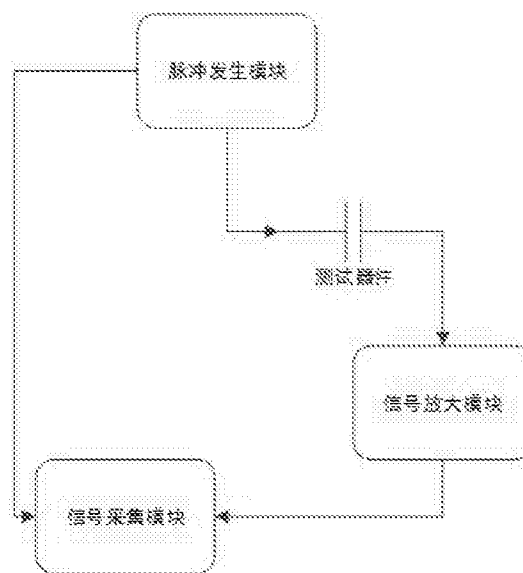 脉冲发生模块
测试器件
信号放大模块
信号采集模块